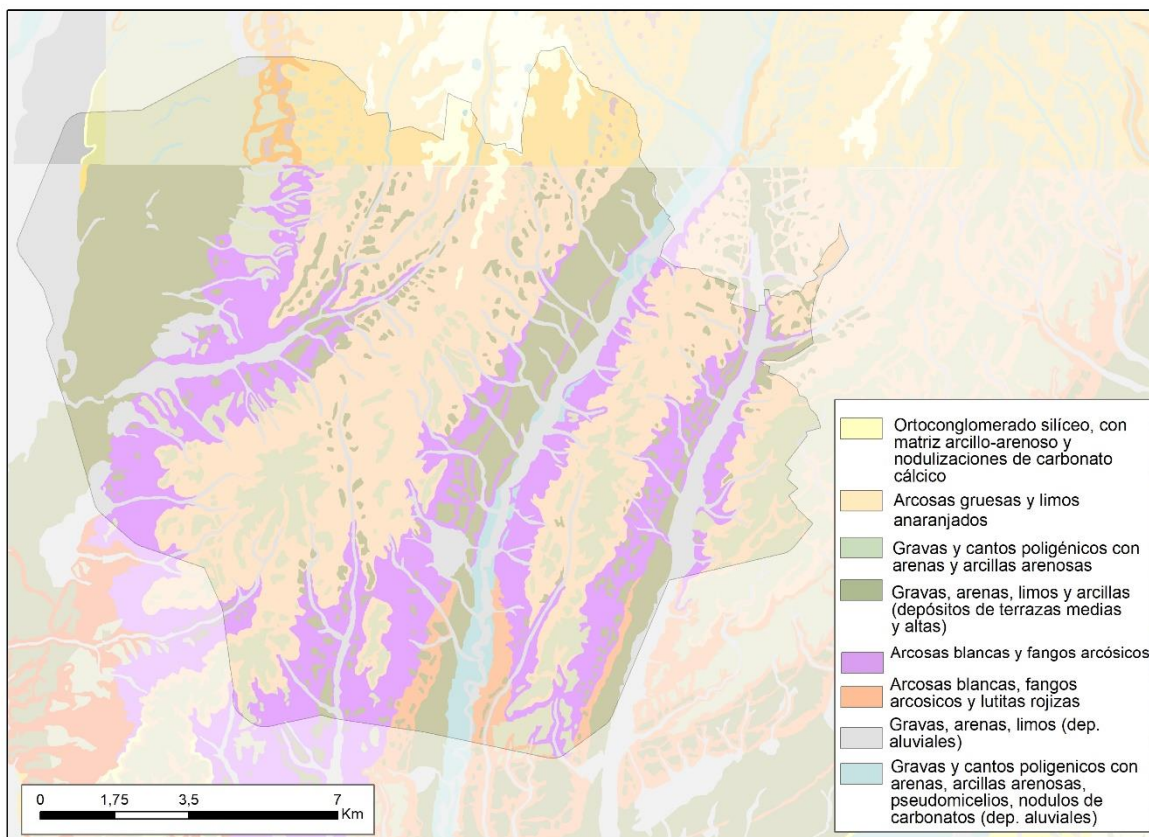 Ortoconglomerado silíceo, con
matriz arcillo-arenoso y
nodulizaciones de carbonato
cálcico
Arcosas gruesas y limos
anaranjados
Gravas y cantos poligénicos con
arenas y arcillas arenosas
Gravas, arenas, limos y arcillas
(depósitos de terrazas medias
y altas)
Arcosas blancas y fangos arcósicos
Arcosas blancas, fangos
arcosicos y lutitas rojizas
Gravas, arenas, limos (dep.
aluviales)
Gravas y cantos poligenicos con
arenas, arcillas arenosas,
pseudomicelios, nodulos de
carbonatos (dep. aluviales)
0 1,75 3,5 7
Km